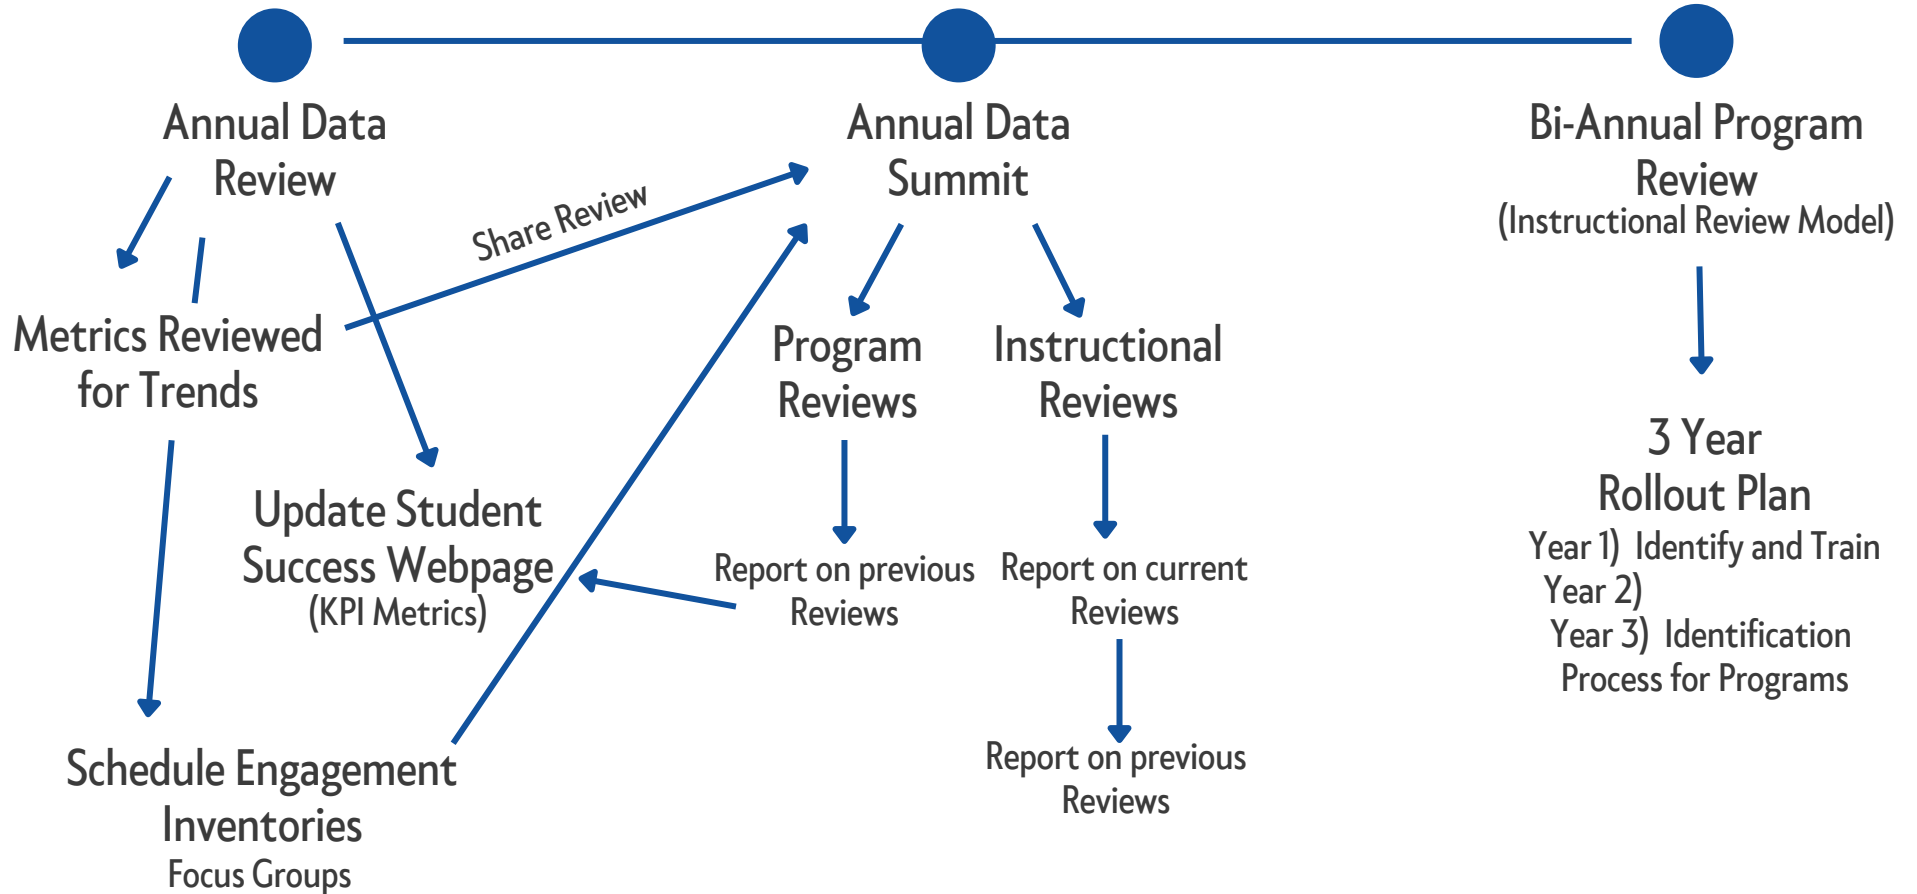 Annual Data
Review
Metrics Reviewed
for Trends
Share Review
Update Student
Success Webpage
(KPI Metrics)
Schedule Engagement
Inventories
Focus Groups
Annual Data
Summit
Program
Reviews
Report on previous
Reviews
Instructional
Reviews
Report on current
Reviews
Report on previous
Reviews
Bi-Annual Program
Review
(Instructional Review Model)
3 Year
Rollout Plan
Year 1) Identify and Train
Year 2)
Year 3) Identification
Process for Programs